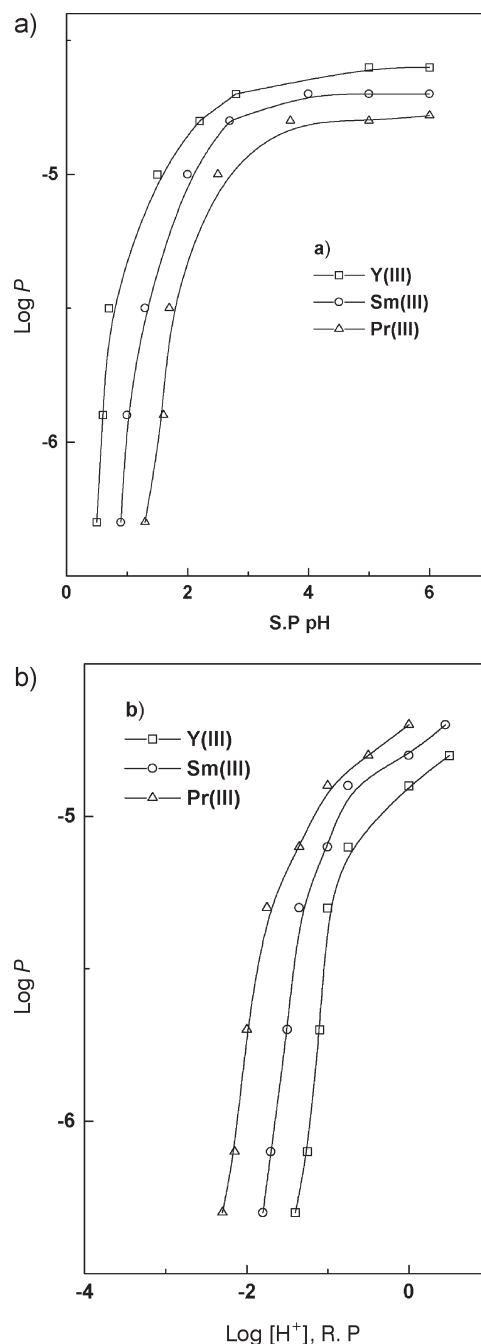 a)
-5
Log P
-6
a)
Y(III)
Sm(III)
Pr(III)
0 2 4 6
S.P pH
b)
b)
Y(III)
Sm(III)
Pr(III)
-5
Log P
-6
-4 -2 0
Log [H⁺], R. P